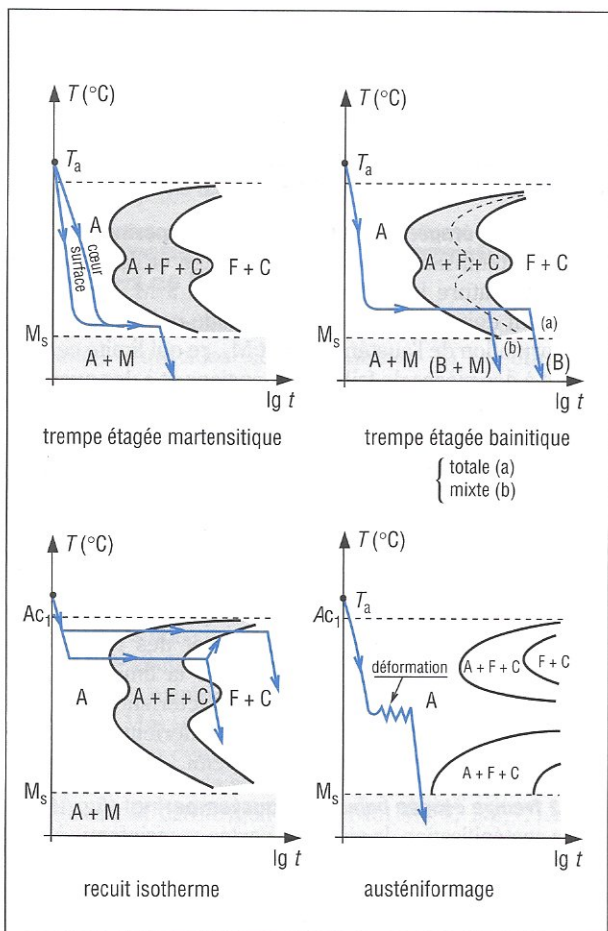 T (°C)
Tₐ
A
surface
cœur
A + F + C
F + C
Mₛ
A + M
lg t
trempe étagée martensitique
T (°C)
Tₐ
A
A + F + C
F + C
(a)
Mₛ
(b)
A + M (B + M) (B)
lg t
trempe étagée bainitique
{ totale (a)
mixte (b)
T (°C)
Ac₁
A
A + F + C
F + C
Mₛ
A + M
lg t
recuit isotherme
T (°C)
Tₐ
Ac₁
déformation
A
A + F + C
F + C
A + F + C
Mₛ
lg t
austéniformage